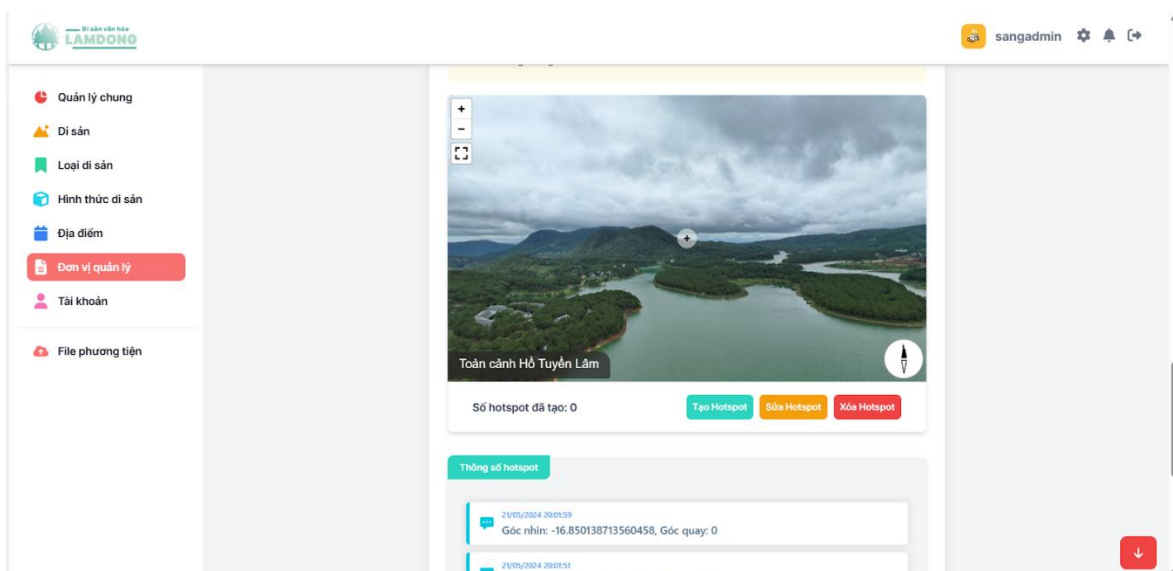 Di sản văn hóa
LAMDONG
sangadmin
Quản lý chung
Di sản
Loại di sản
Hình thức di sản
Địa điểm
Đơn vị quản lý
Tài khoản
File phương tiện
+
−
Toàn cảnh Hồ Tuyền Lâm
Số hotspot đã tạo: 0
Tạo Hotspot
Sửa Hotspot
Xóa Hotspot
Thông số hotspot
21/05/2024 20:01:59
Góc nhìn: -16.850138713560458, Góc quay: 0
21/05/2024 20:01:51